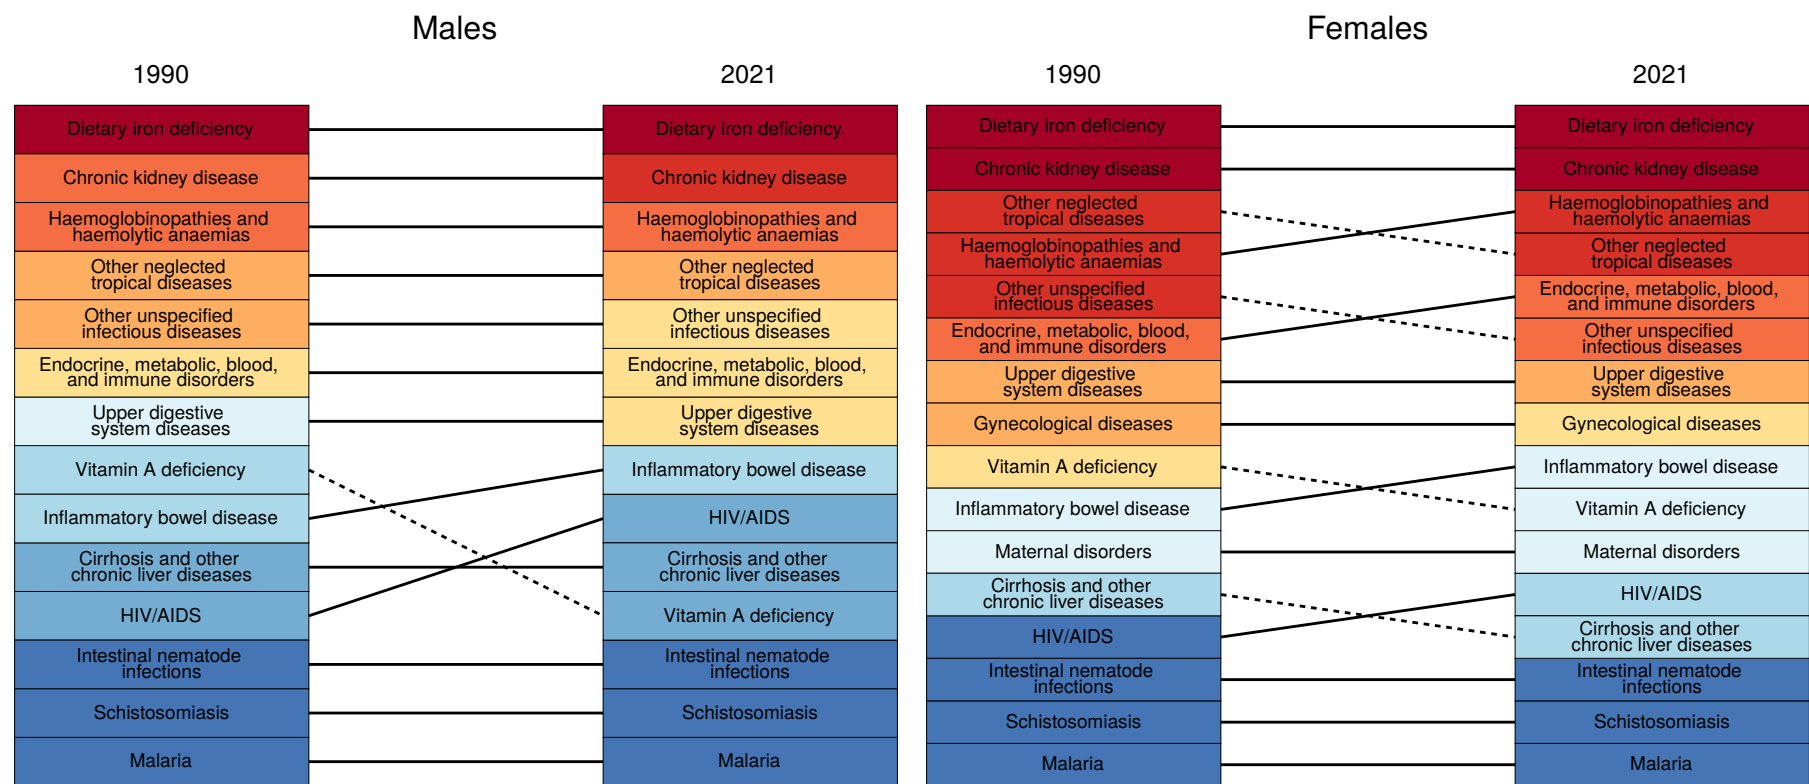 Males
1990
2021
Dietary iron deficiency
Chronic kidney disease
Haemoglobinopathies and
haemolytic anaemias
Other neglected
tropical diseases
Other unspecified
infectious diseases
Endocrine, metabolic, blood,
and immune disorders
Upper digestive
system diseases
Vitamin A deficiency
Inflammatory bowel disease
Cirrhosis and other
chronic liver diseases
HIV/AIDS
Intestinal nematode
infections
Schistosomiasis
Malaria
Dietary iron deficiency
Chronic kidney disease
Haemoglobinopathies and
haemolytic anaemias
Other neglected
tropical diseases
Other unspecified
infectious diseases
Endocrine, metabolic, blood,
and immune disorders
Upper digestive
system diseases
Inflammatory bowel disease
HIV/AIDS
Cirrhosis and other
chronic liver diseases
Vitamin A deficiency
Intestinal nematode
infections
Schistosomiasis
Malaria
Females
1990
2021
Dietary iron deficiency
Chronic kidney disease
Other neglected
tropical diseases
Haemoglobinopathies and
haemolytic anaemias
Other unspecified
infectious diseases
Endocrine, metabolic, blood,
and immune disorders
Upper digestive
system diseases
Gynecological diseases
Vitamin A deficiency
Inflammatory bowel disease
Maternal disorders
Cirrhosis and other
chronic liver diseases
HIV/AIDS
Intestinal nematode
infections
Schistosomiasis
Malaria
Dietary iron deficiency
Chronic kidney disease
Haemoglobinopathies and
haemolytic anaemias
Other neglected
tropical diseases
Endocrine, metabolic, blood,
and immune disorders
Other unspecified
infectious diseases
Upper digestive
system diseases
Gynecological diseases
Inflammatory bowel disease
Vitamin A deficiency
Maternal disorders
HIV/AIDS
Cirrhosis and other
chronic liver diseases
Intestinal nematode
infections
Schistosomiasis
Malaria